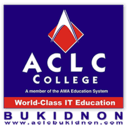 ACLC
COLLEGE
A member of the AMA Education System
World-Class IT Education
BUKIDNON
www.aclcbukidnon.com